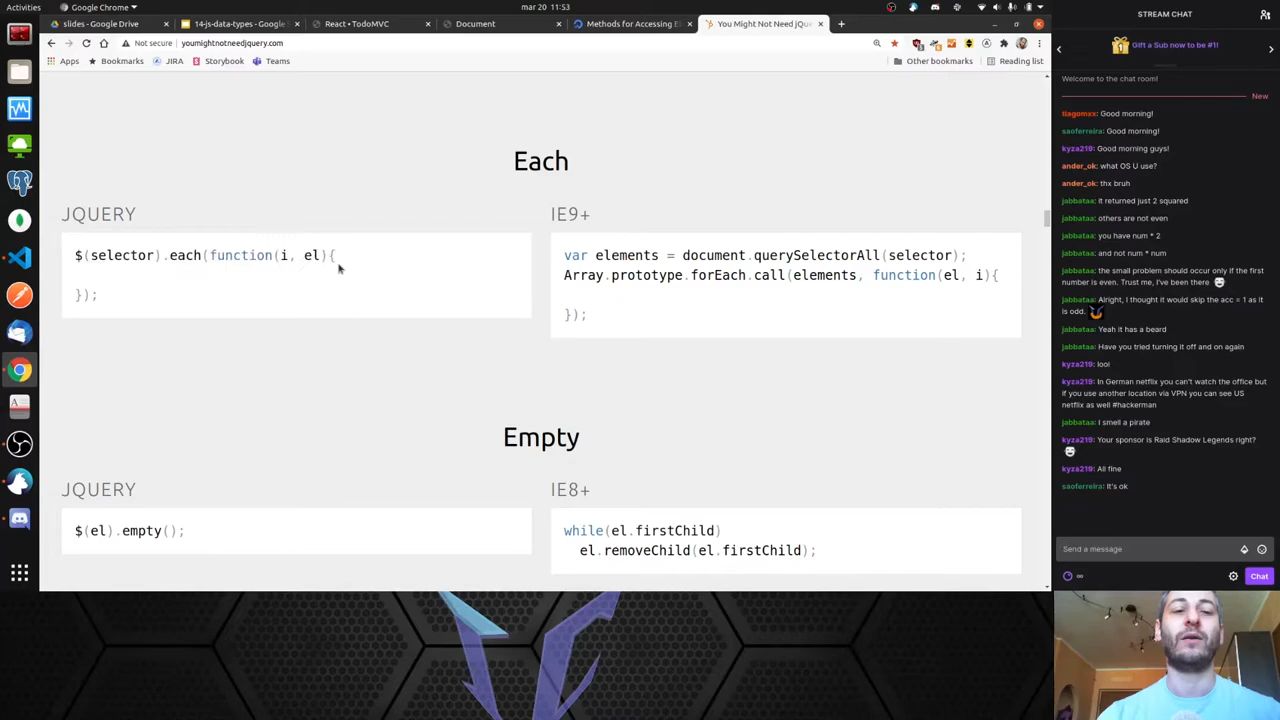 Activities
Google Chrome
mar 20 11:53
slides - Google Drive
14-js-data-types - Google S
React • TodoMVC
Document
Methods for Accessing El
You Might Not Need jQue
Not secure
youmightnotneedjquery.com
Apps
Bookmarks
JIRA
Storybook
Teams
Other bookmarks
Reading list
Each
JQUERY
$(selector).each(function(i, el){
});
IE9+
var elements = document.querySelectorAll(selector);
Array.prototype.forEach.call(elements, function(el, i){
});
Empty
JQUERY
$(el).empty();
IE8+
while(el.firstChild)
el.removeChild(el.firstChild);
STREAM CHAT
Gift a Sub now to be #1!
Welcome to the chat room!
New
tiagomxx: Good morning!
saoferreira: Good morning!
kyza219: Good morning guys!
ander_ok: what OS U use?
ander_ok: thx bruh
jabbataa: it returned just 2 squared
jabbataa: others are not even
jabbataa: you have num * 2
jabbataa: and not num * num
jabbataa: the small problem should occur only if the first
number is even. Trust me, I've been there
jabbataa: Alright, I thought it would skip the acc = 1 as it
is odd.
jabbataa: Yeah it has a beard
jabbataa: Have you tried turning it off and on again
kyza219: lool
kyza219: In German netflix you can't watch the office but
if you use another location via VPN you can see US
netflix as well #hackerman
jabbataa: I smell a pirate
kyza219: Your sponsor is Raid Shadow Legends right?
kyza219: All fine
saoferreira: It's ok
Send a message
Chat